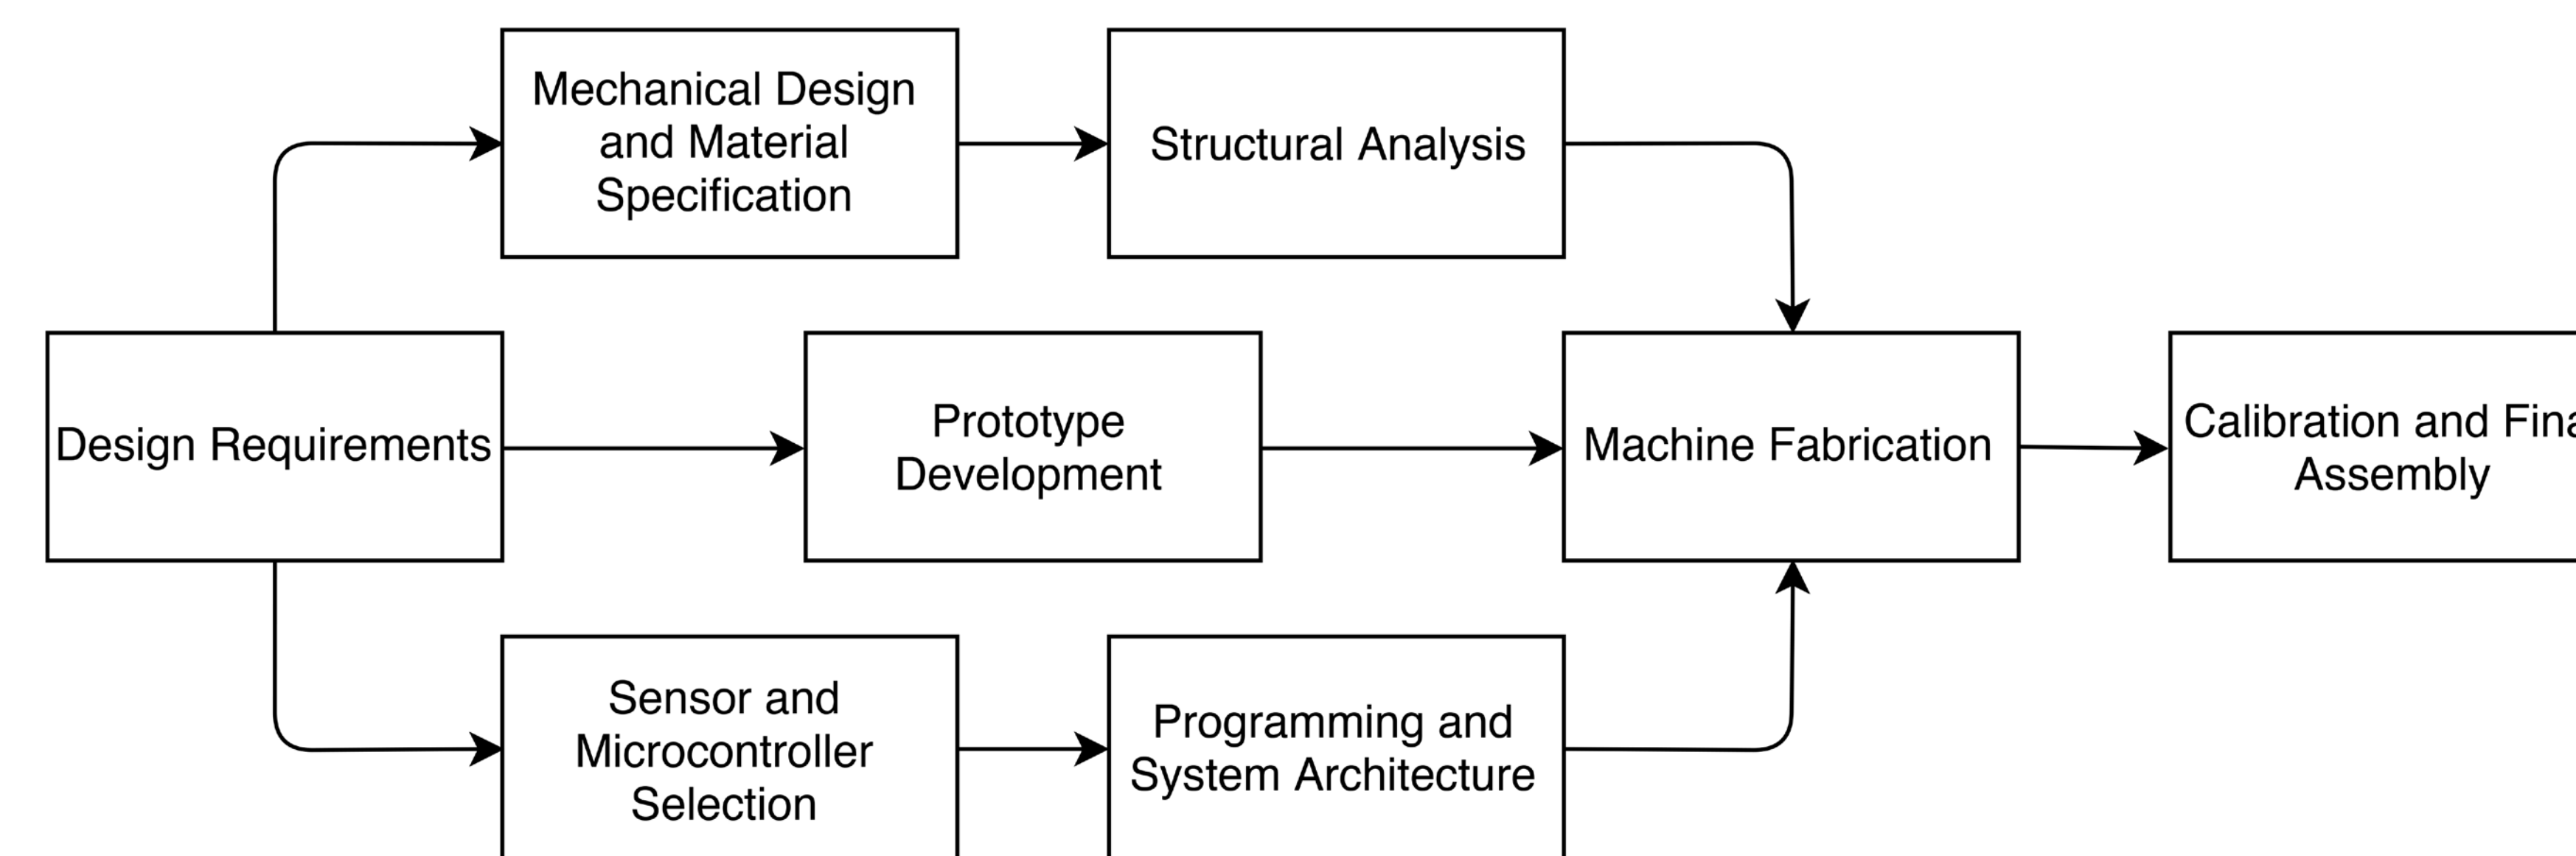 Mechanical Design
and Material
Specification
Structural Analysis
Design Requirements
Prototype
Development
Machine Fabrication
Calibration and
Assembly
Sensor and
Microcontroller
Selection
Programming and
System Architecture